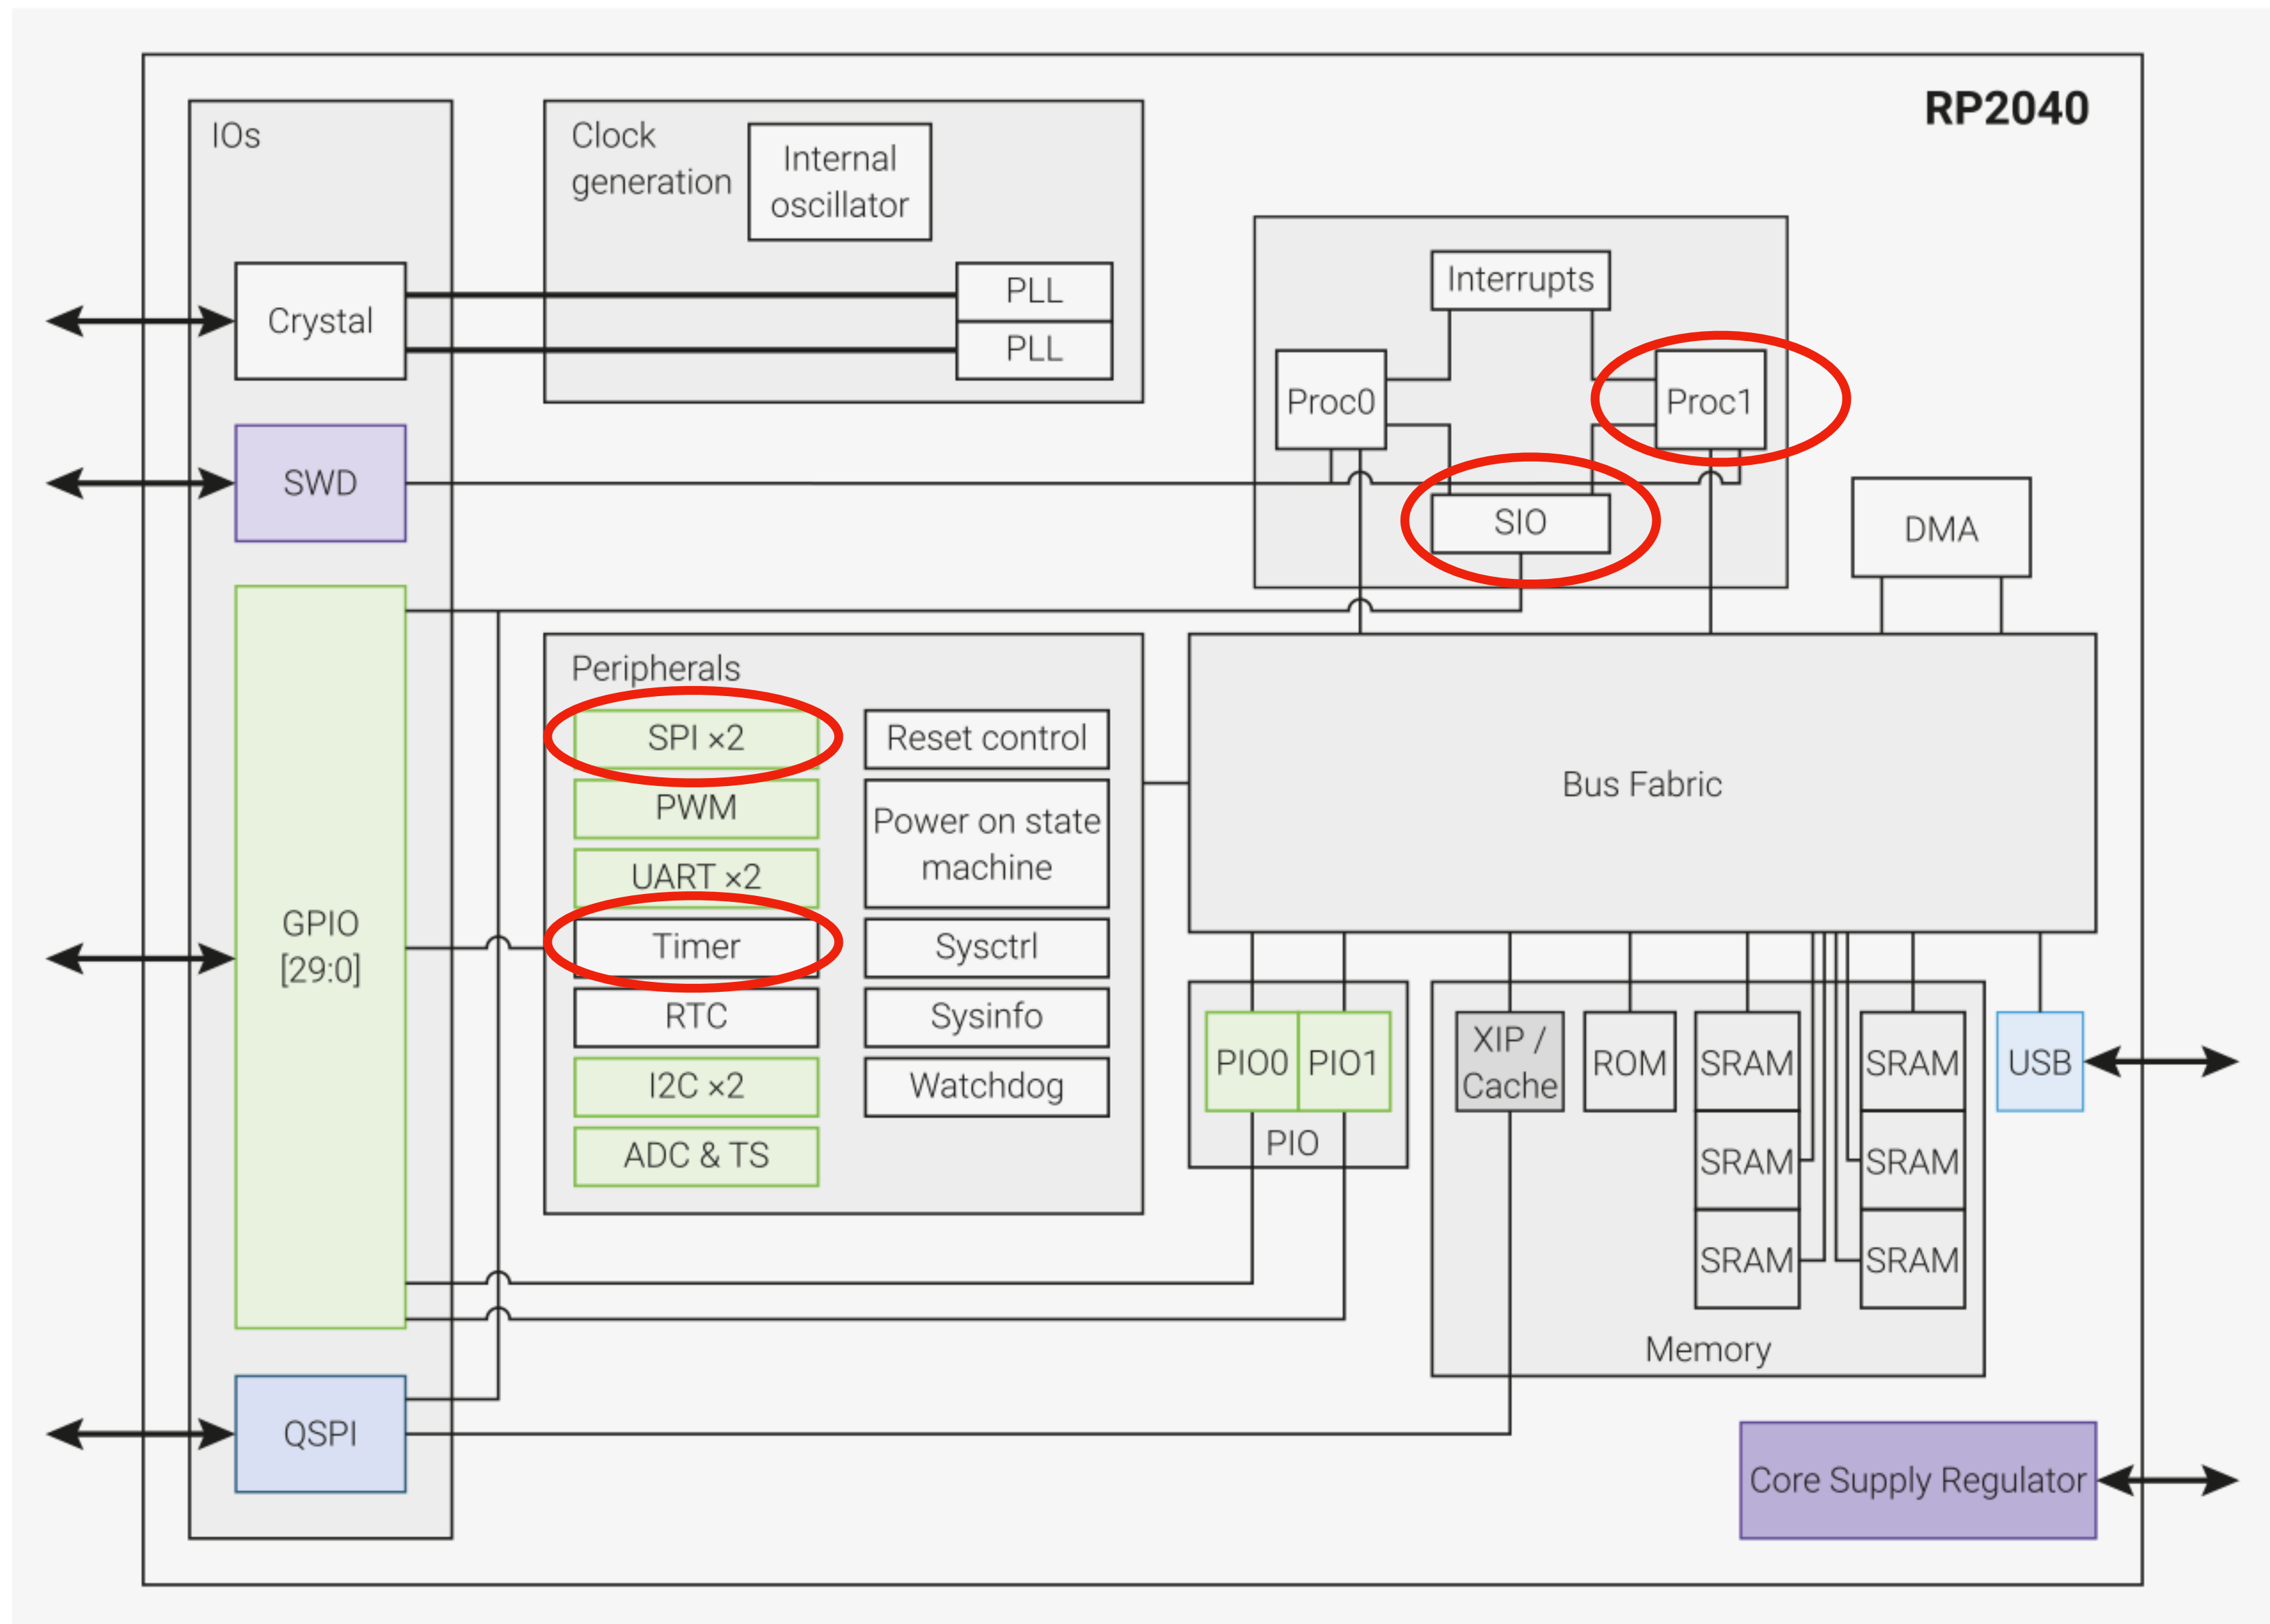 RP2040
IOs
Clock
generation
Internal
oscillator
Crystal
PLL
PLL
Interrupts
Proc0
Proc1
SWD
SIO
DMA
GPIO
[29:0]
Peripherals
SPI ×2
PWM
UART ×2
Timer
RTC
I2C ×2
ADC & TS
Reset control
Power on state
machine
Sysctrl
Sysinfo
Watchdog
Bus Fabric
PIO0
PIO1
PIO
XIP /
Cache
ROM
SRAM
SRAM
SRAM
SRAM
SRAM
SRAM
Memory
USB
QSPI
Core Supply Regulator